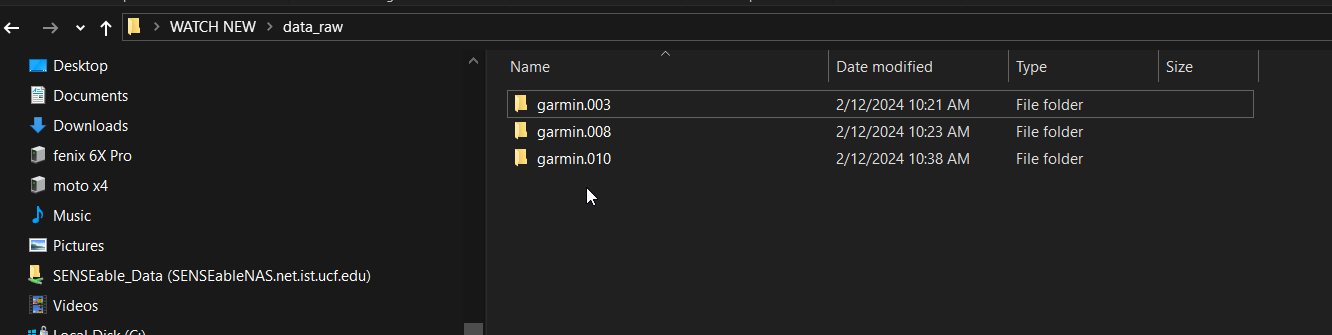 WATCH NEW > data_raw
Desktop
Documents
Downloads
fenix 6X Pro
moto x4
Music
Pictures
SENSEable_Data (SENSEableNAS.net.ist.ucf.edu)
Videos
Local Disk (C:)
Name Date modified Type Size
garmin.003 2/12/2024 10:21 AM File folder
garmin.008 2/12/2024 10:23 AM File folder
garmin.010 2/12/2024 10:38 AM File folder